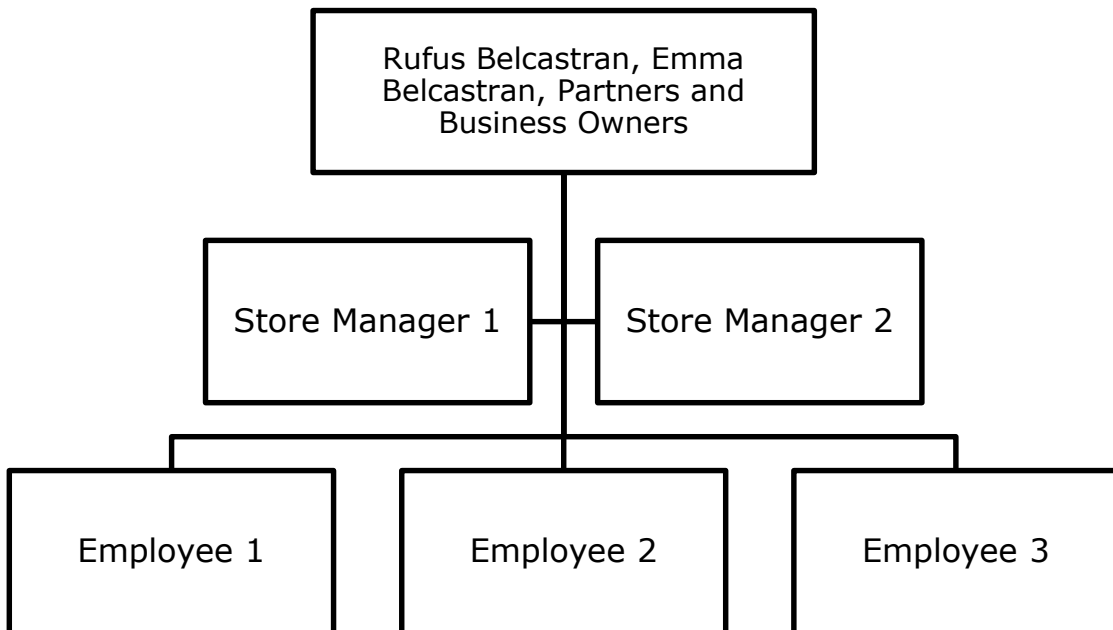 Rufus Belcastran, Emma
Belcastran, Partners and
Business Owners
Store Manager 1
Store Manager 2
Employee 1
Employee 2
Employee 3